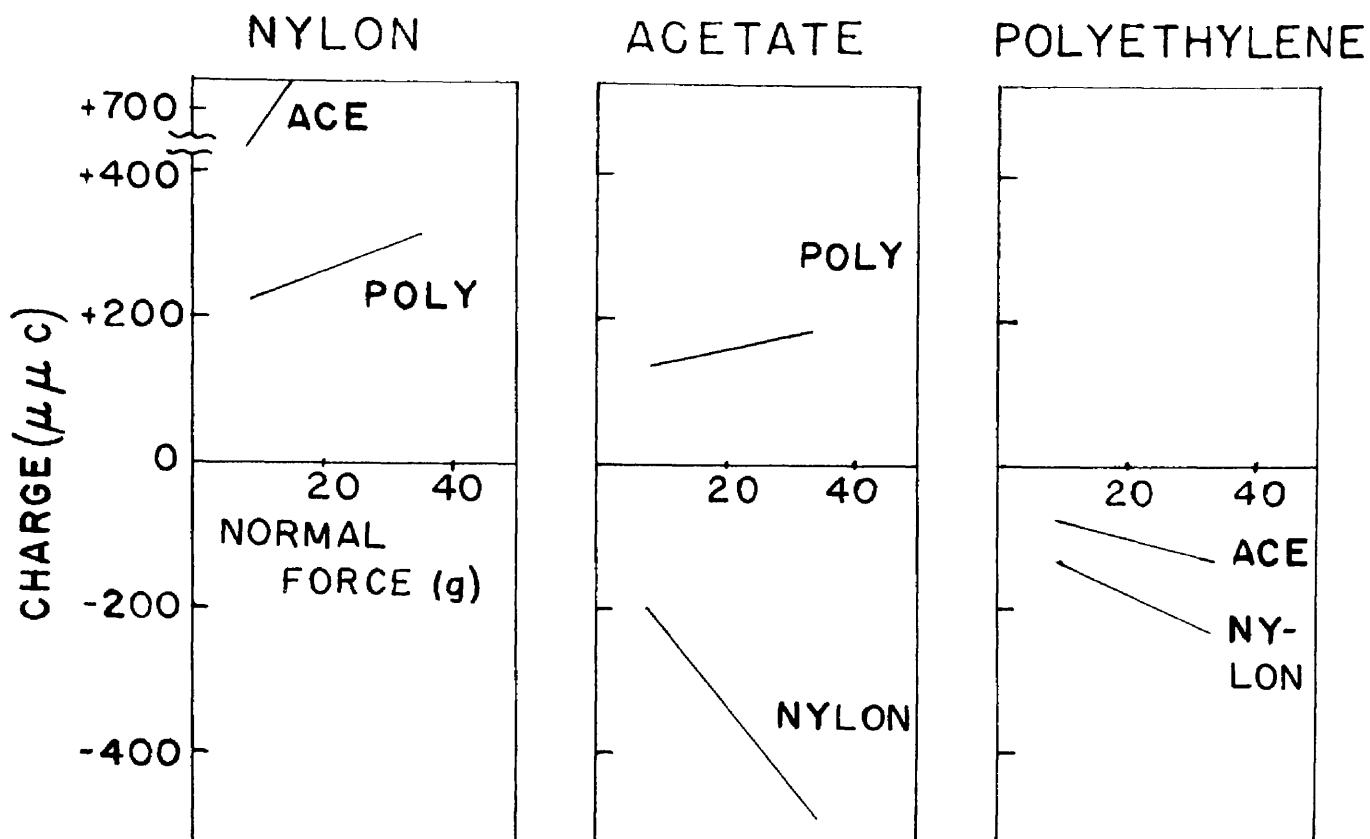 NYLON
ACETATE
POLYETHYLENE
CHARGE (μμc)
+700
+400
+200
0
-200
-400
ACE
POLY
20 40
NORMAL
FORCE (g)
POLY
20 40
NYLON
20 40
ACE
NY-
LON